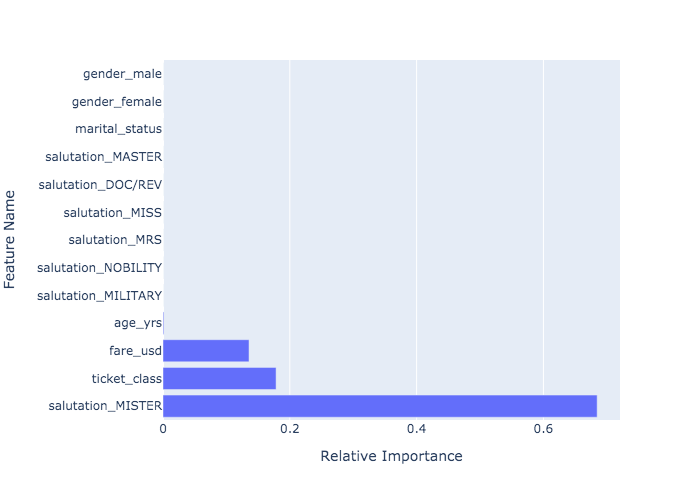 gender_male
gender_female
marital_status
salutation_MASTER
salutation_DOC/REV
salutation_MISS
salutation_MRS
salutation_NOBILITY
salutation_MILITARY
age_yrs
fare_usd
ticket_class
salutation_MISTER
0 0.2 0.4 0.6
Relative Importance
Feature Name